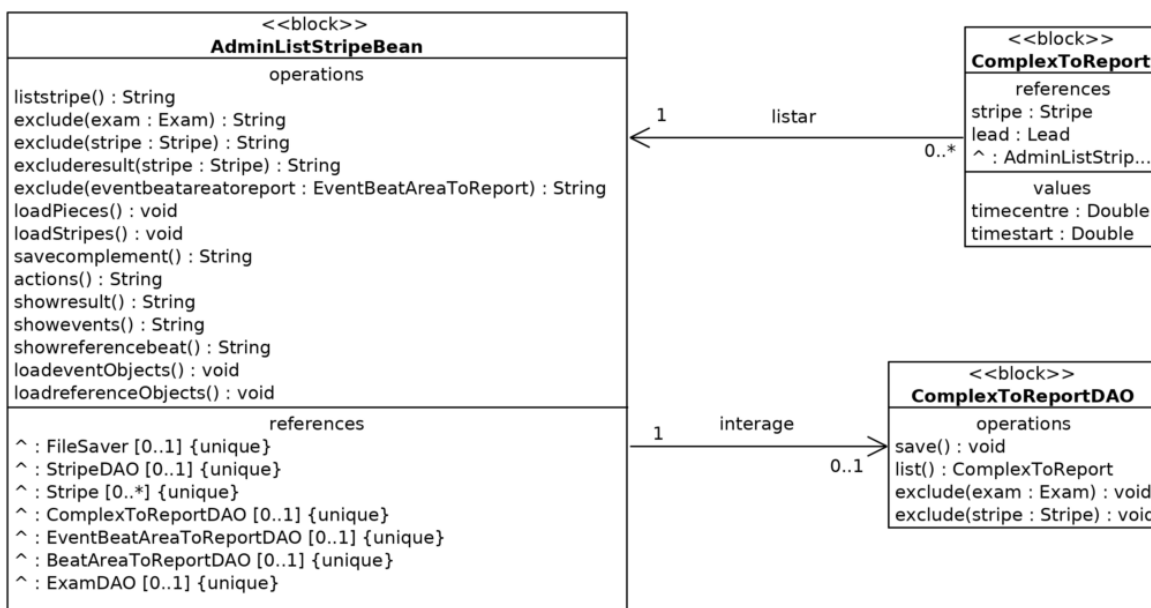 <<block>>
AdminListStripeBean
operations
liststripe() : String
exclude(exam : Exam) : String
exclude(stripe : Stripe) : String
excluderesult(stripe : Stripe) : String
exclude(eventbeatareatoreport : EventBeatAreaToReport) : String
loadPieces() : void
loadStripes() : void
savecomplement() : String
actions() : String
showresult() : String
showevents() : String
showreferencebeat() : String
loadeventObjects() : void
loadreferenceObjects() : void
references
^ : FileSaver [0..1] {unique}
^ : StripeDAO [0..1] {unique}
^ : Stripe [0..*] {unique}
^ : ComplexToReportDAO [0..1] {unique}
^ : EventBeatAreaToReportDAO [0..1] {unique}
^ : BeatAreaToReportDAO [0..1] {unique}
^ : ExamDAO [0..1] {unique}
1
listar
0..*
<<block>>
ComplexToReport
references
stripe : Stripe
lead : Lead
^ : AdminListStrip...
values
timecentre : Double
timestart : Double
1
interage
0..1
<<block>>
ComplexToReportDAO
operations
save() : void
list() : ComplexToReport
exclude(exam : Exam) : void
exclude(stripe : Stripe) : void